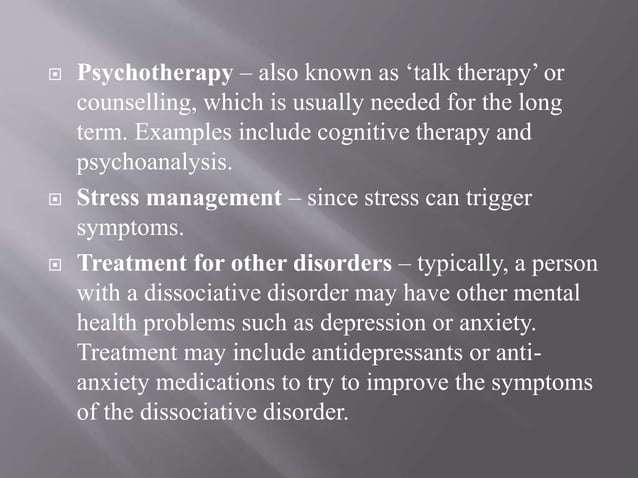 Psychotherapy – also known as ‘talk therapy’ or
counselling, which is usually needed for the long
term. Examples include cognitive therapy and
psychoanalysis.
Stress management – since stress can trigger
symptoms.
Treatment for other disorders – typically, a person
with a dissociative disorder may have other mental
health problems such as depression or anxiety.
Treatment may include antidepressants or anti-
anxiety medications to try to improve the symptoms
of the dissociative disorder.